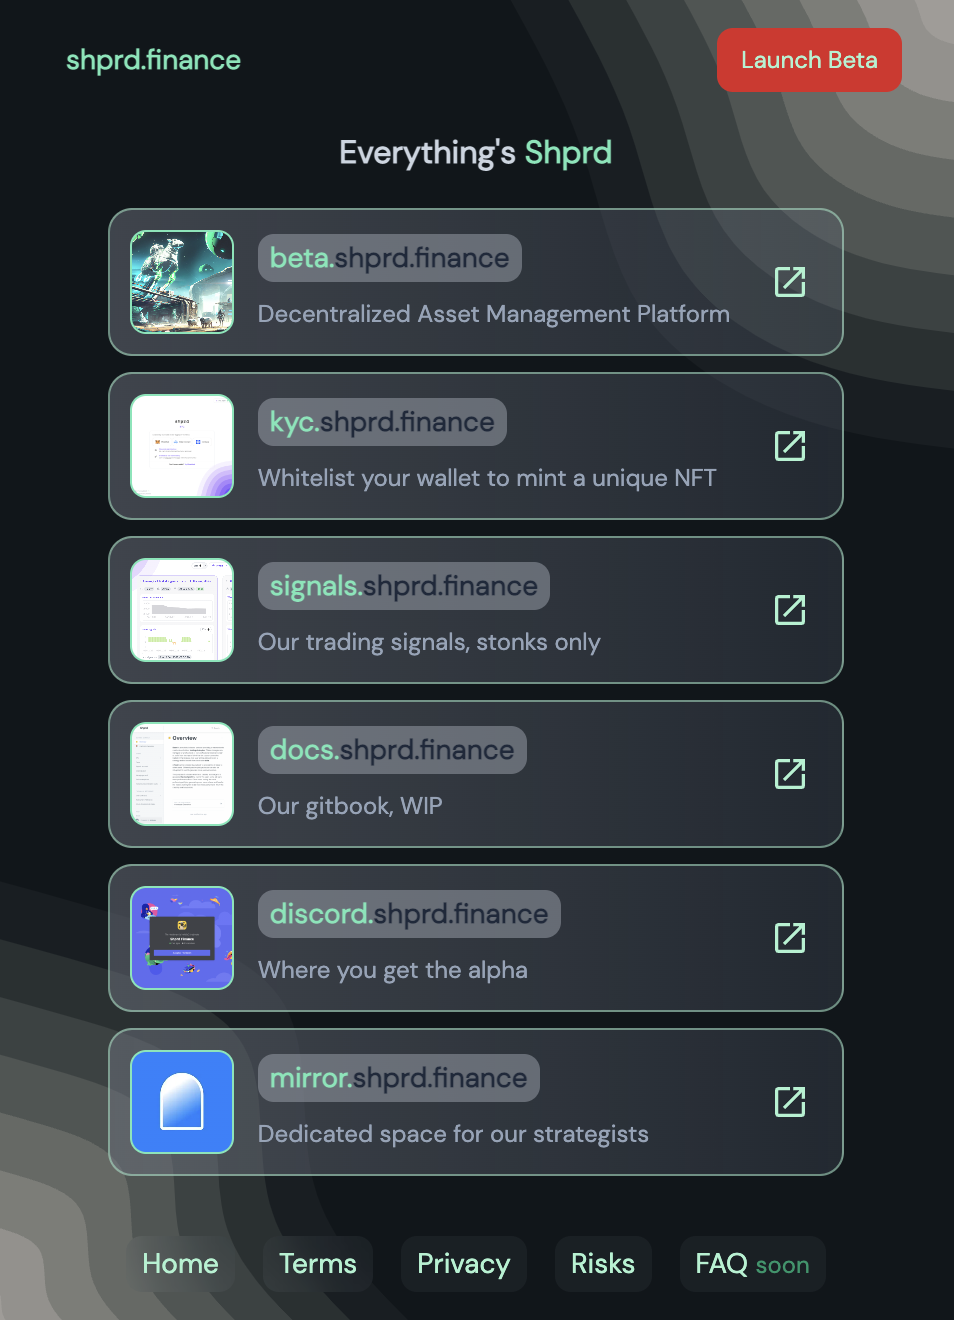 shprd.finance
Launch Beta
Everything's Shprd
beta.shprd.finance
Decentralized Asset Management Platform
kyc.shprd.finance
Whitelist your wallet to mint a unique NFT
signals.shprd.finance
Our trading signals, stonks only
Overview
docs.shprd.finance
Our gitbook, WIP
discord.shprd.finance
Where you get the alpha
mirror.shprd.finance
Dedicated space for our strategists
Home
Terms
Privacy
Risks
FAQ soon